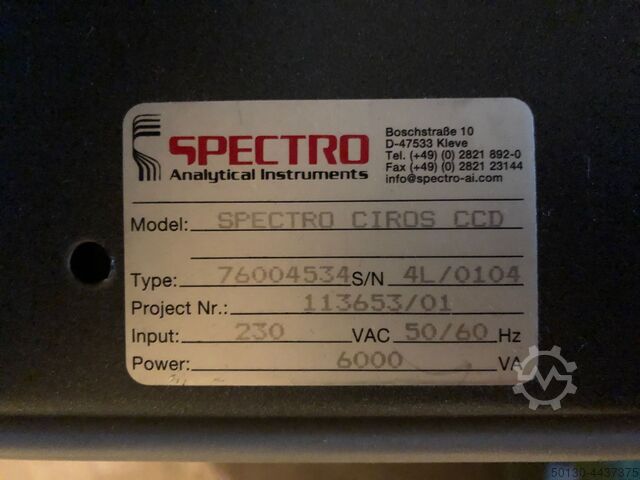 SPECTRO
Analytical Instruments
Boschstraße 10
D-47533 Kleve
Tel. (+49) (0) 2821 892-0
Fax (+49) (0) 2821 23144
info@spectro-ai.com
Model: SPECTRO CIROS CCD
Type: 76004534 S/N 4L/0104
Project Nr.: 113653/01
Input: 230 VAC 50/60 Hz
Power: 6000 VA
50130-4437375